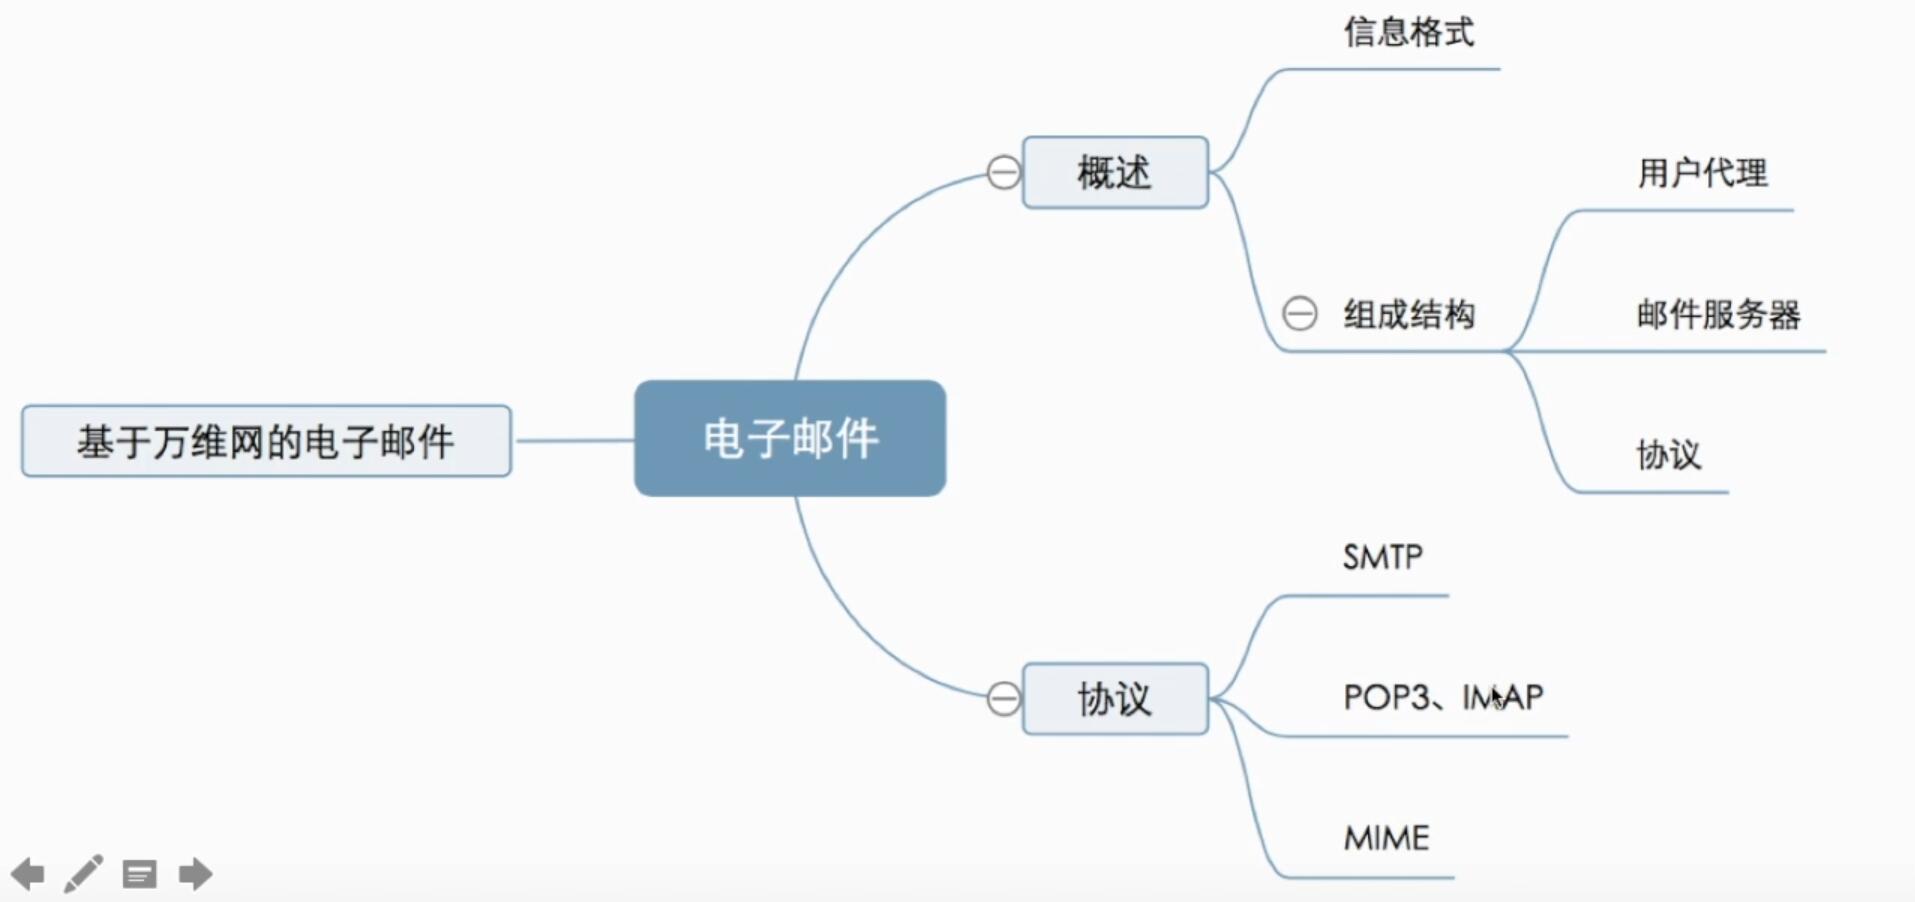 信息格式
概述
用户代理
组成结构
邮件服务器
基于万维网的电子邮件
电子邮件
协议
SMTP
协议
POP3、IMAP
MIME